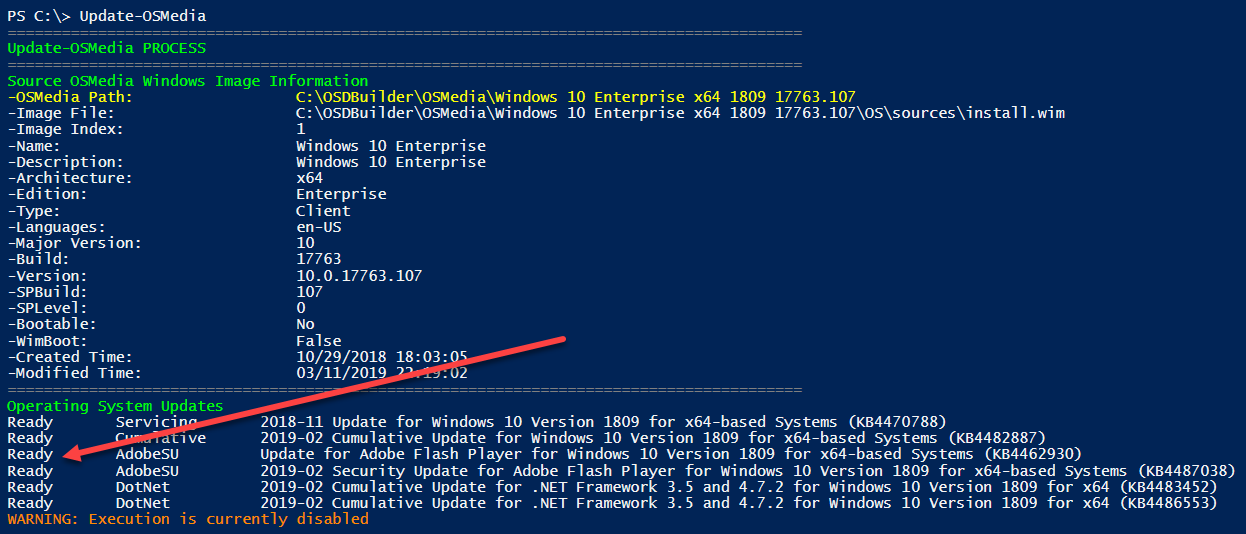 PS C:\> Update-OSMedia
========================================================================================
Update-OSMedia PROCESS
========================================================================================
Source OSMedia Windows Image Information
-OSMedia Path: C:\OSDBuilder\OSMedia\Windows 10 Enterprise x64 1809 17763.107
-Image File: C:\OSDBuilder\OSMedia\Windows 10 Enterprise x64 1809 17763.107\OS\sources\install.wim
-Image Index: 1
-Name: Windows 10 Enterprise
-Description: Windows 10 Enterprise
-Architecture: x64
-Edition: Enterprise
-Type: Client
-Languages: en-US
-Major Version: 10
-Build: 17763
-Version: 10.0.17763.107
-SPBuild: 107
-SPLevel: 0
-Bootable: No
-WimBoot: False
-Created Time: 10/29/2018 18:03:05
-Modified Time: 03/11/2019 22:19:02
========================================================================================
Operating System Updates
Ready Servicing 2018-11 Update for Windows 10 Version 1809 for x64-based Systems (KB4470788)
Ready Cumulative 2019-02 Cumulative Update for Windows 10 Version 1809 for x64-based Systems (KB4482887)
Ready AdobeSU Update for Adobe Flash Player for Windows 10 Version 1809 for x64-based Systems (KB4462930)
Ready AdobeSU 2019-02 Security Update for Adobe Flash Player for Windows 10 Version 1809 for x64-based Systems (KB4487038)
Ready DotNet 2019-02 Cumulative Update for .NET Framework 3.5 and 4.7.2 for Windows 10 Version 1809 for x64 (KB4483452)
Ready DotNet 2019-02 Cumulative Update for .NET Framework 3.5 and 4.7.2 for Windows 10 Version 1809 for x64 (KB4486553)
WARNING: Execution is currently disabled